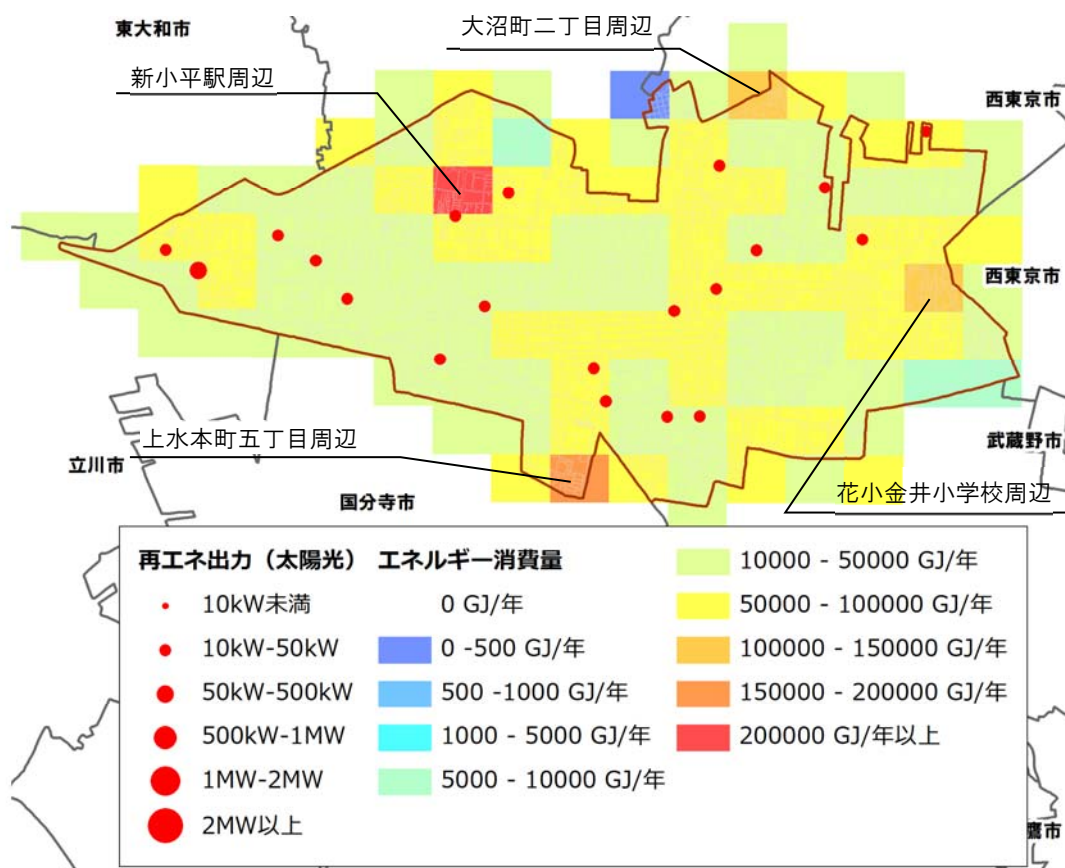 東大和市
大沼町二丁目周辺
新小平駅周辺
西東京市
西東京市
上水本町五丁目周辺
立川市
国分寺市
武蔵野市
花小金井小学校周辺
再エネ出力（太陽光）
10kW未満
10kW-50kW
50kW-500kW
500kW-1MW
1MW-2MW
2MW以上
エネルギー消費量
0 GJ/年
0 -500 GJ/年
500 -1000 GJ/年
1000 - 5000 GJ/年
5000 - 10000 GJ/年
10000 - 50000 GJ/年
50000 - 100000 GJ/年
100000 - 150000 GJ/年
150000 - 200000 GJ/年
200000 GJ/年以上
鷹市